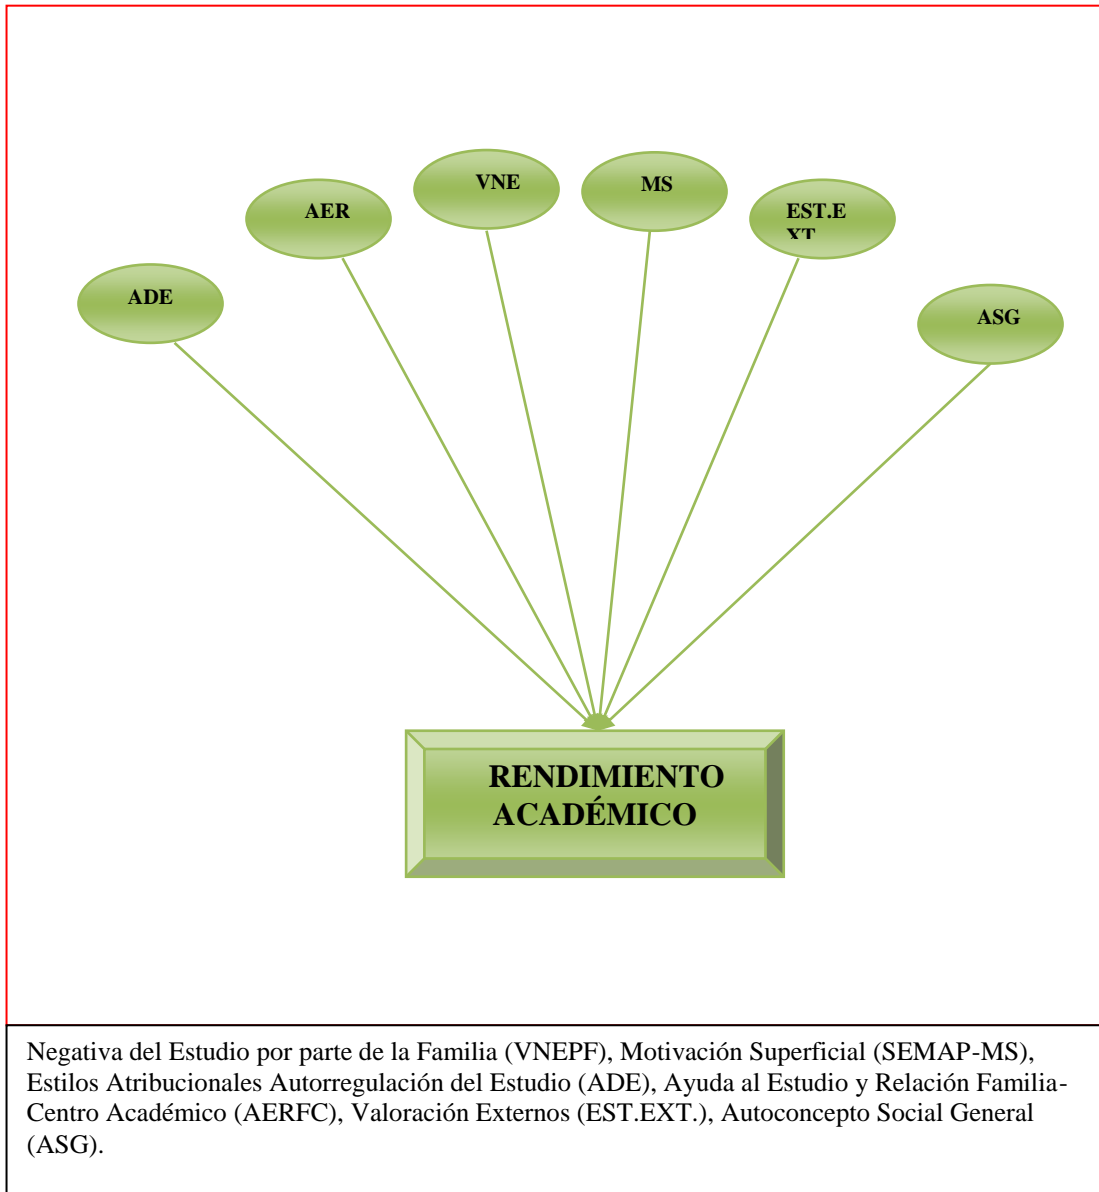 VNE
MS
AER
EST.E
XT
ADE
ASG
RENDIMIENTO
ACADÉMICO
Negativa del Estudio por parte de la Familia (VNEPF), Motivación Superficial (SEMAP-MS),
Estilos Atribucionales Autorregulación del Estudio (ADE), Ayuda al Estudio y Relación Familia-
Centro Académico (AERFC), Valoración Externos (EST.EXT.), Autoconcepto Social General
(ASG).